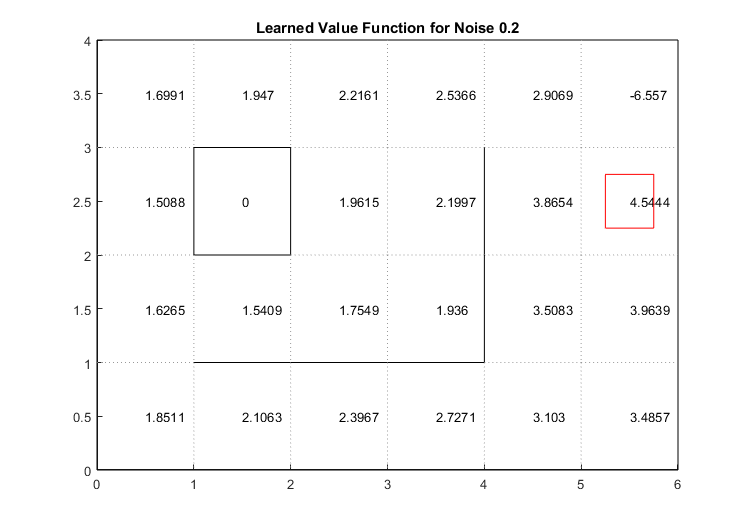 Learned Value Function for Noise 0.2
4
3.5 1.6991 1.947 2.2161 2.5366 2.9069 -6.557
3
2.5 1.5088 0 1.9615 2.1997 3.8654 4.5444
2
1.5 1.6265 1.5409 1.7549 1.936 3.5083 3.9639
1
0.5 1.8511 2.1063 2.3967 2.7271 3.103 3.4857
0
0 1 2 3 4 5 6